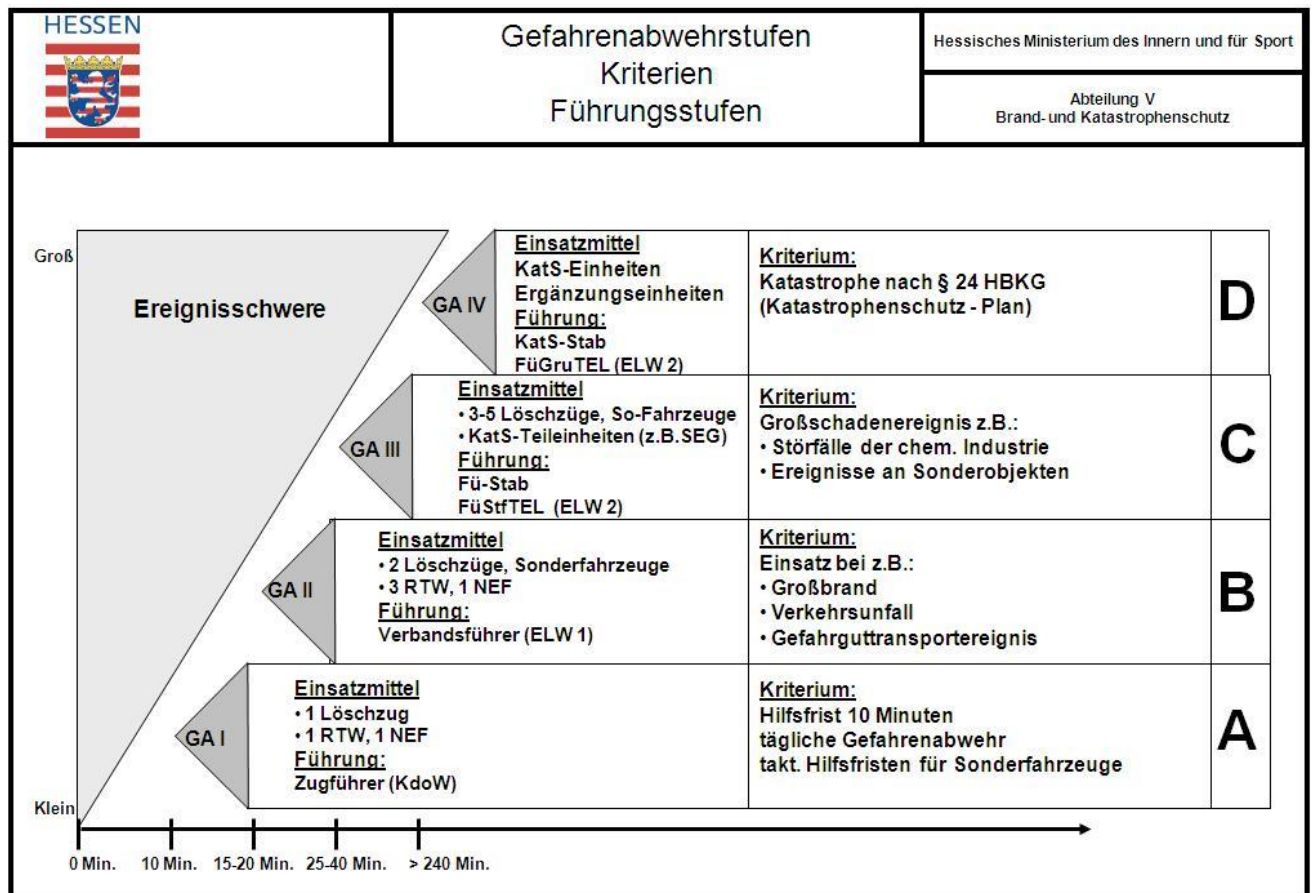 HESSEN
Gefahrenabwehrstufen
Kriterien
Führungsstufen
Hessisches Ministerium des Innern und für Sport
Abteilung V
Brand- und Katastrophenschutz
Groß
Ereignisschwere
GA IV
Einsatzmittel
KatS-Einheiten
Ergänzungseinheiten
Führung:
KatS-Stab
FüGruTEL (ELW 2)
Kriterium:
Katastrophe nach § 24 HBKG
(Katastrophenschutz - Plan)
D
GA III
Einsatzmittel
• 3-5 Löschzüge, So-Fahrzeuge
• KatS-Teileinheiten (z.B.SEG)
Führung:
Fü-Stab
FüStfTEL (ELW 2)
Kriterium:
Großschadenereignis z.B.:
• Störfälle der chem. Industrie
• Ereignisse an Sonderobjekten
C
GA II
Einsatzmittel
• 2 Löschzüge, Sonderfahrzeuge
• 3 RTW, 1 NEF
Führung:
Verbandsführer (ELW 1)
Kriterium:
Einsatz bei z.B.:
• Großbrand
• Verkehrsunfall
• Gefahrguttransportereignis
B
GA I
Einsatzmittel
• 1 Löschzug
• 1 RTW, 1 NEF
Führung:
Zugführer (KdoW)
Kriterium:
Hilfsfrist 10 Minuten
tägliche Gefahrenabwehr
takt. Hilfsfristen für Sonderfahrzeuge
A
Klein
0 Min. 10 Min. 15-20 Min. 25-40 Min. > 240 Min.